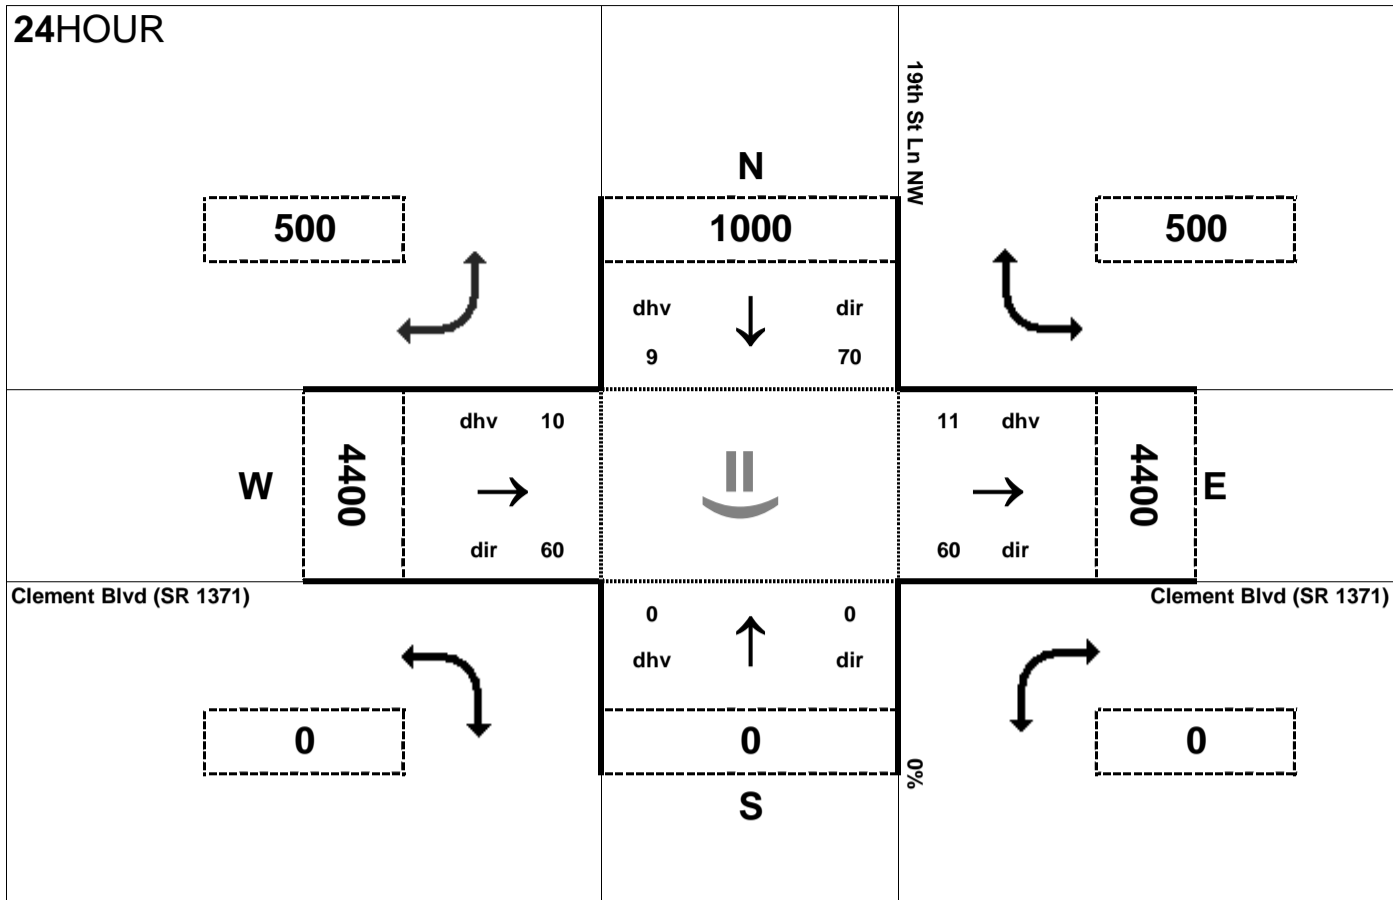 24HOUR
19th St Ln NW
N
500
1000
500
dhv
dir
9
70
dhv 10
11 dhv
W
4400
4400
E
dir 60
60 dir
Clement Blvd (SR 1371)
Clement Blvd (SR 1371)
0
0
dhv
dir
0
0
0
0%
S